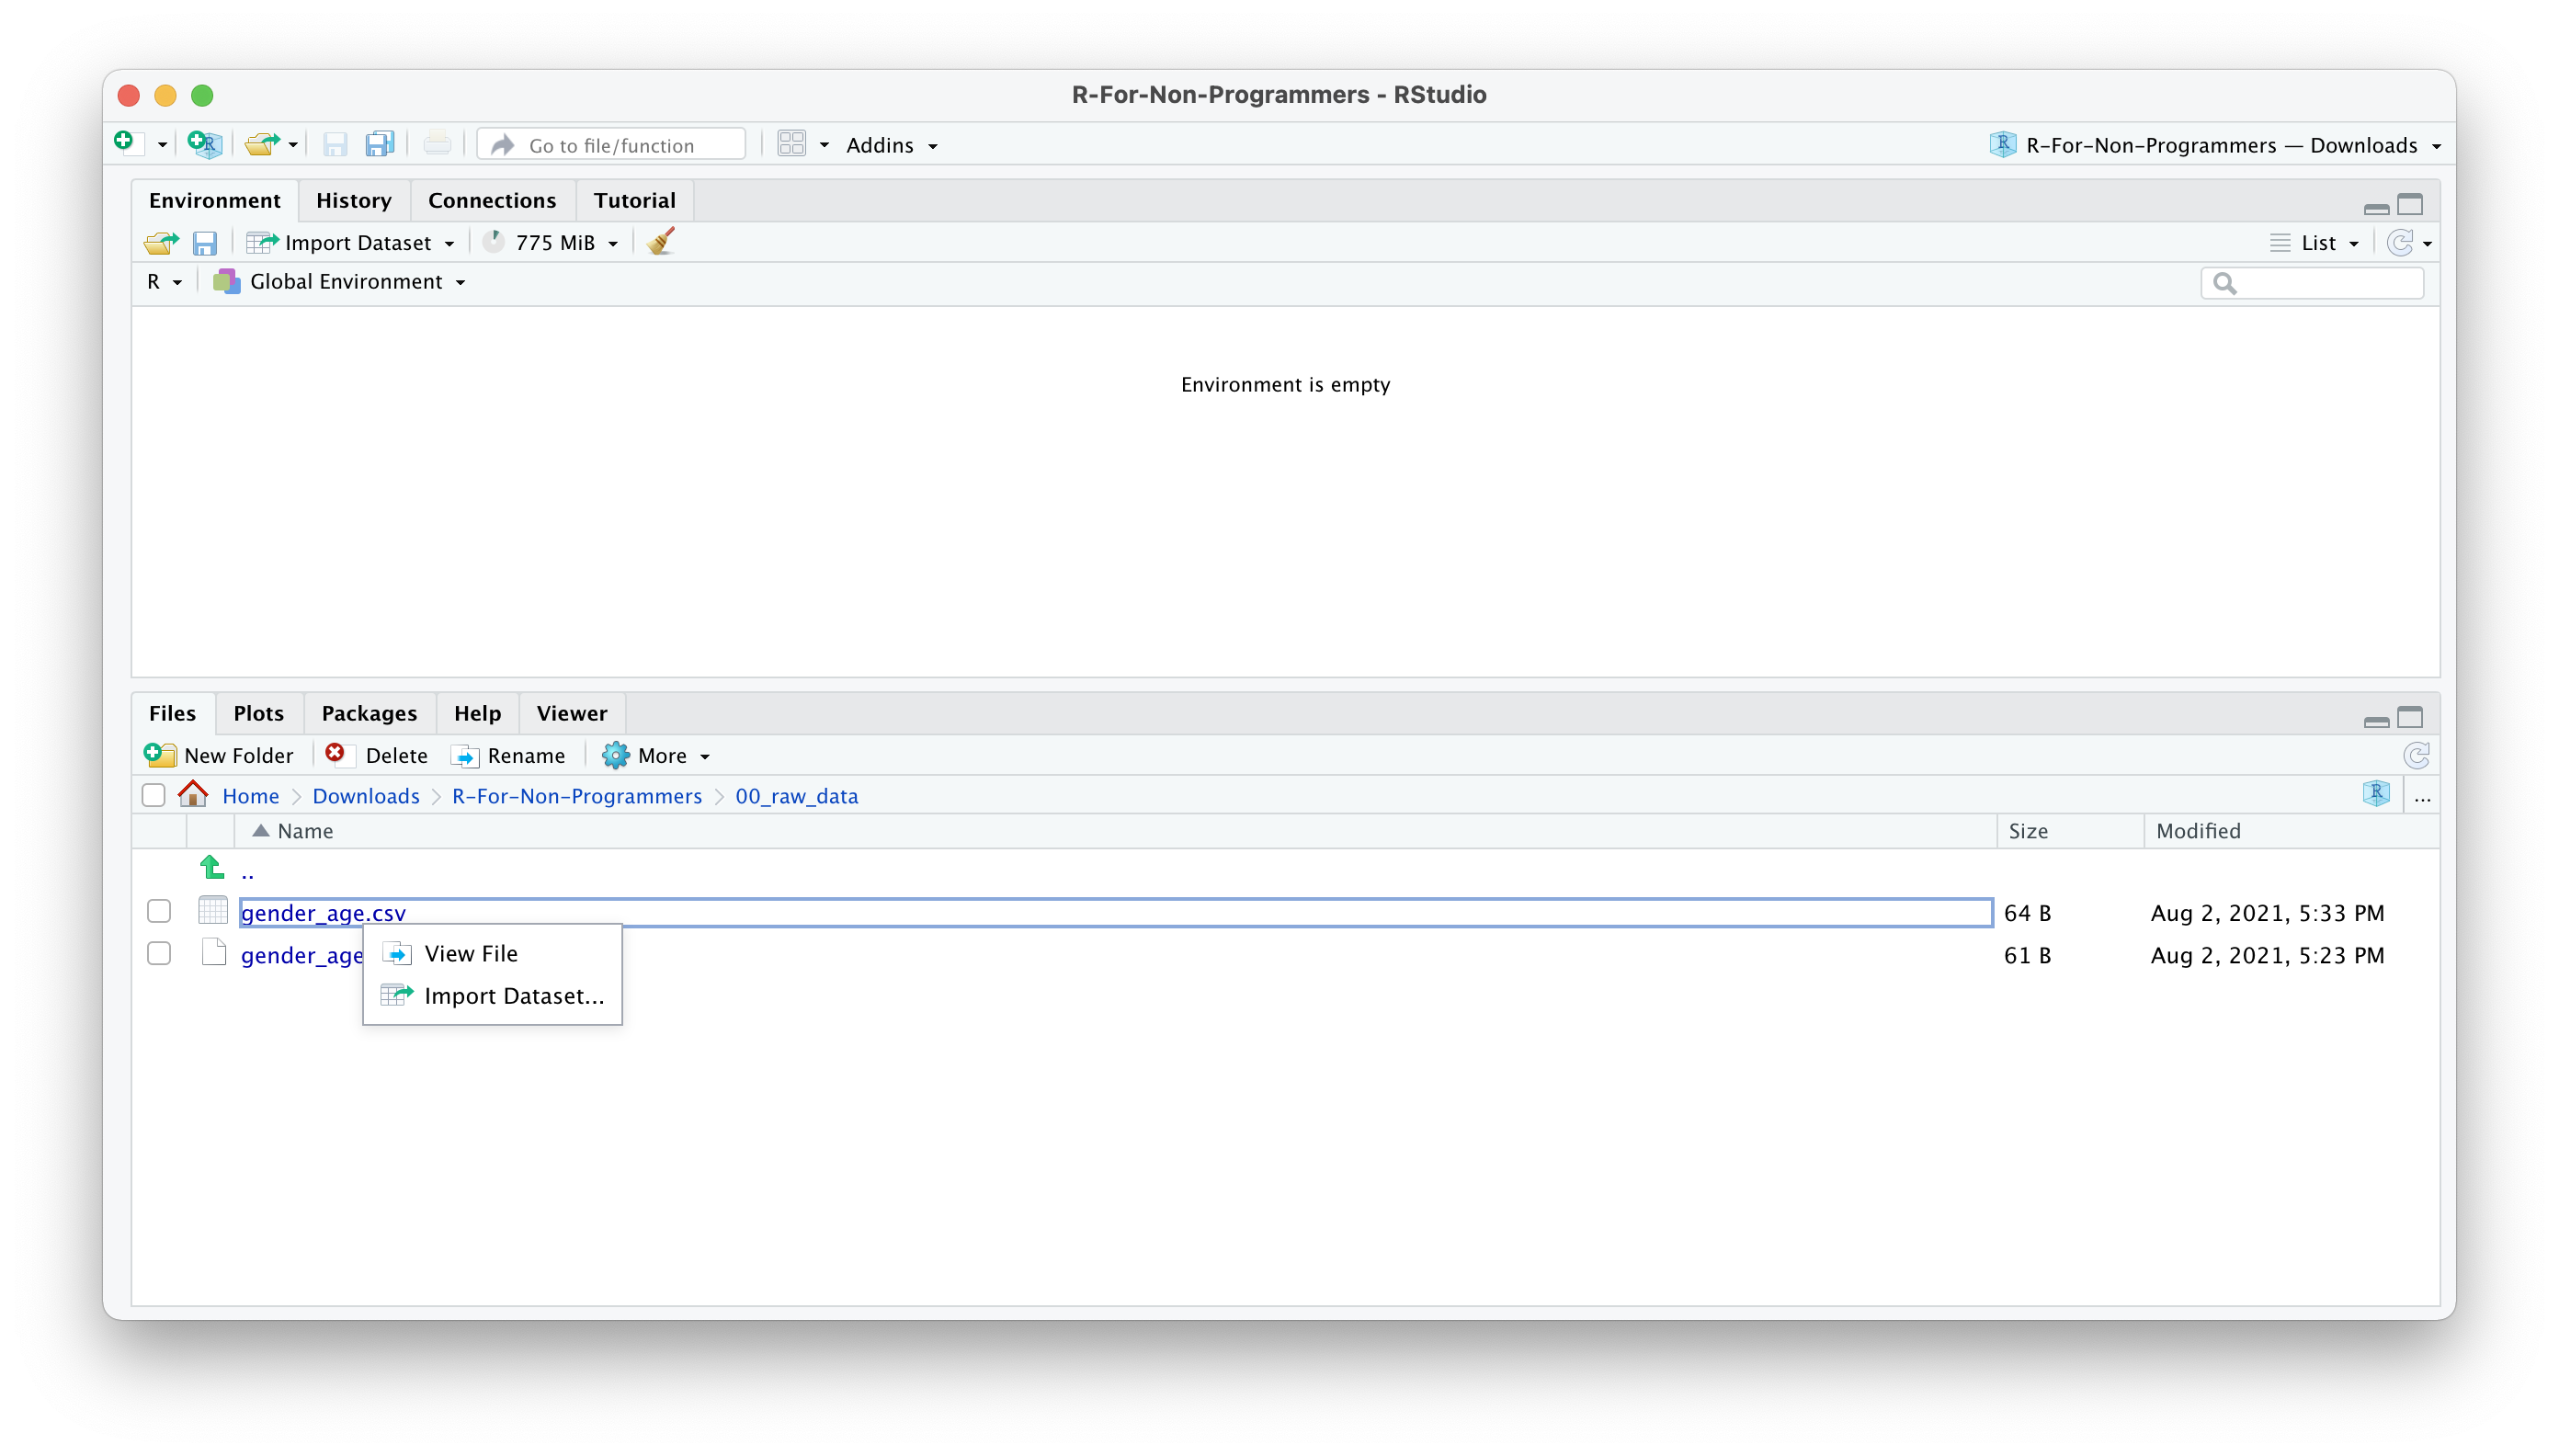 R-For-Non-Programmers - RStudio
Go to file/function Addins R-For-Non-Programmers — Downloads
Environment History Connections Tutorial
Import Dataset 775 MiB List
R Global Environment
Environment is empty
Files Plots Packages Help Viewer
New Folder Delete Rename More
Home Downloads R-For-Non-Programmers 00_raw_data ...
Name Size Modified
..
gender_age.csv 64 B Aug 2, 2021, 5:33 PM
gender_age 61 B Aug 2, 2021, 5:23 PM
View File
Import Dataset...